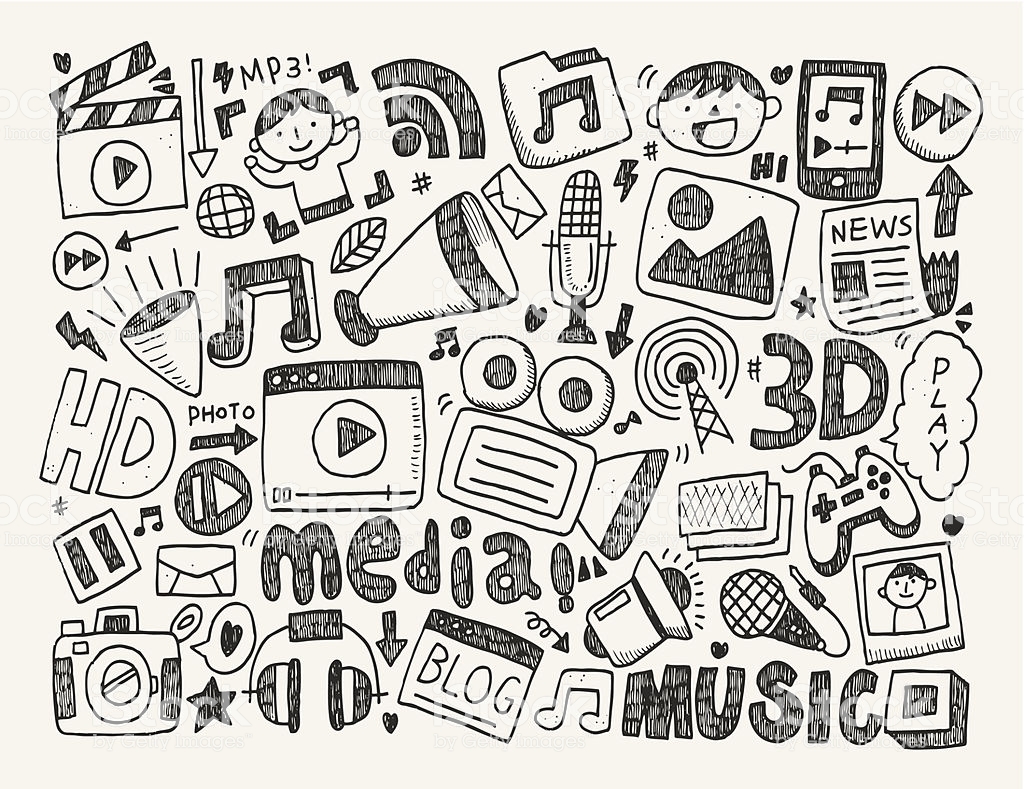 MP3!
#
#
HI
NEWS
#
3D
PLAY
HD
PHOTO
#
media!
BLOG
MUSIC